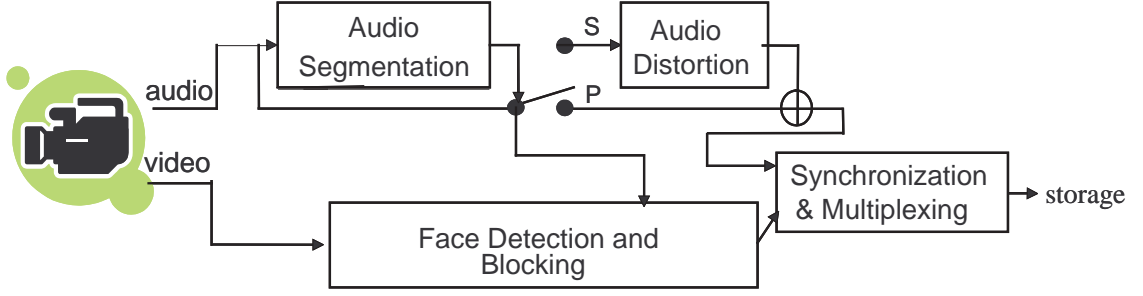 Audio
Segmentation
S
Audio
Distortion
audio
P
video
Synchronization
& Multiplexing
storage
Face Detection and
Blocking